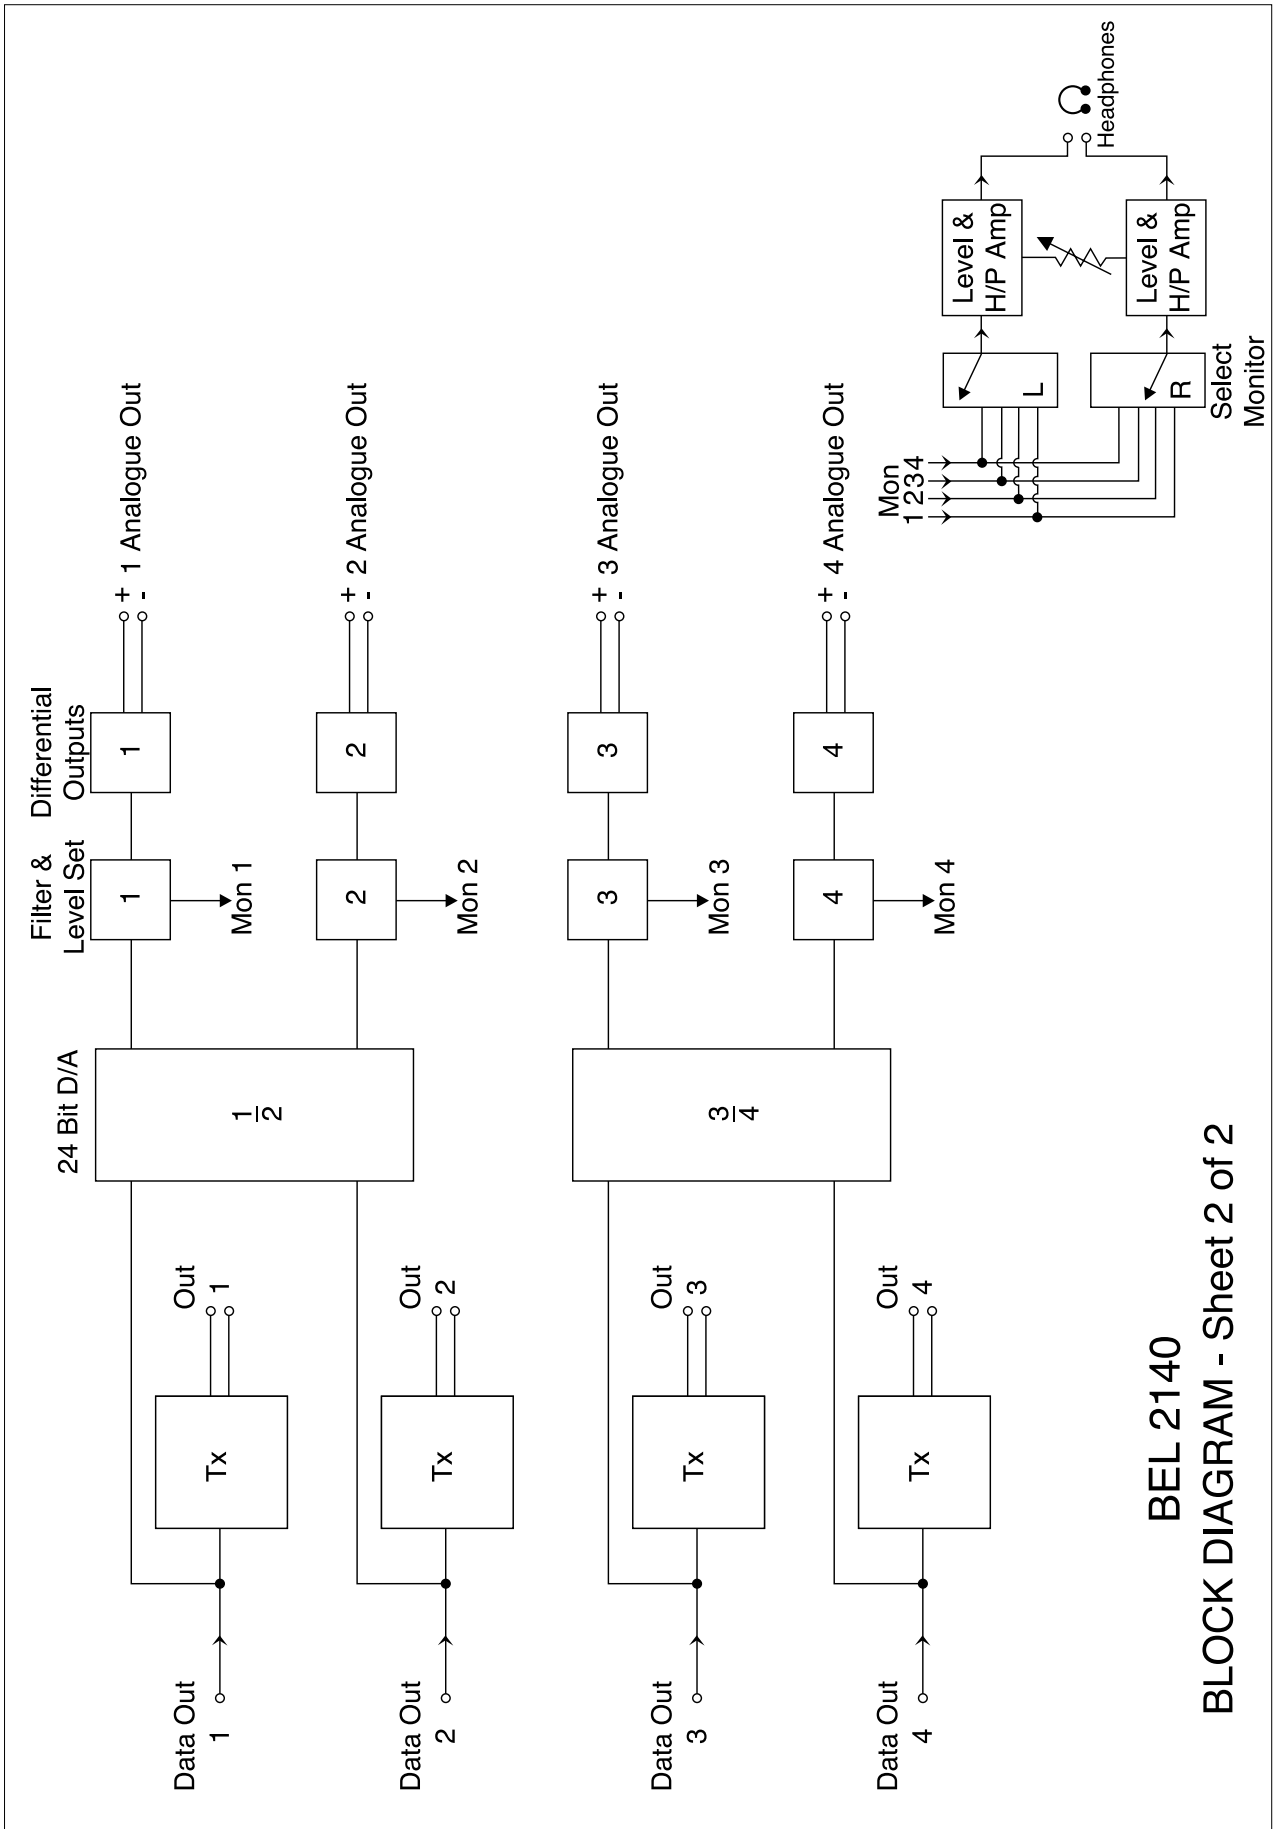 24 Bit D/A
Filter &
Level Set
Differential
Outputs
Data Out
1
Tx
Out
1
1
2
1
Mon 1
1
+
-
1 Analogue Out
Data Out
2
Tx
Out
2
2
Mon 2
2
+
-
2 Analogue Out
Data Out
3
Tx
Out
3
3
4
3
Mon 3
3
+
-
3 Analogue Out
Data Out
4
Tx
Out
4
4
Mon 4
4
+
-
4 Analogue Out
Mon
1 2 3 4
L
R
Select
Monitor
Level &
H/P Amp
Level &
H/P Amp
Headphones
BEL 2140
BLOCK DIAGRAM - Sheet 2 of 2